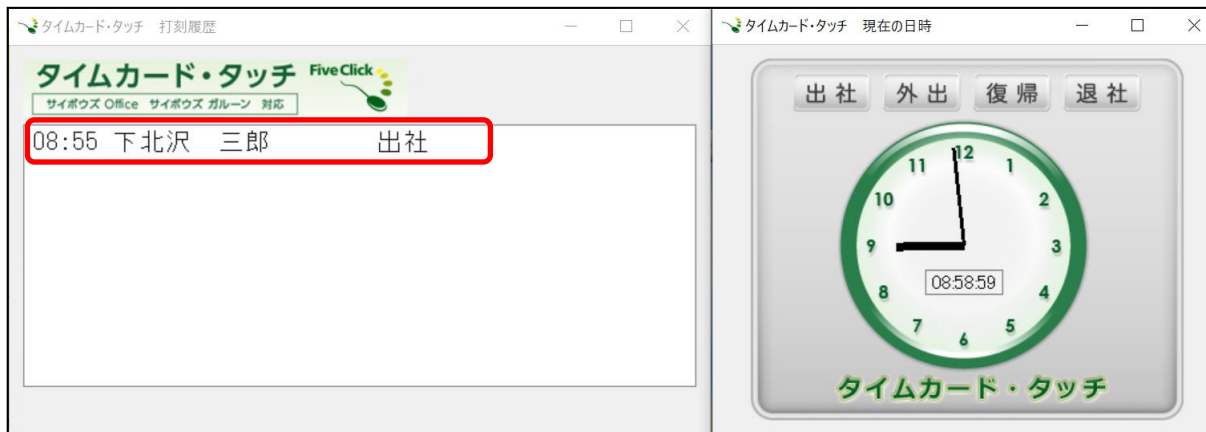 タイムカード・タッチ 打刻履歴
タイムカード・タッチ FiveClick
サイボウズ Office サイボウズ ガルーン 対応
08:55 下北沢 三郎 出社
タイムカード・タッチ 現在の日時
出社 外出 復帰 退社
12
11 1
10 2
9 3
08:58:59
8 4
7 5
6
タイムカード・タッチ